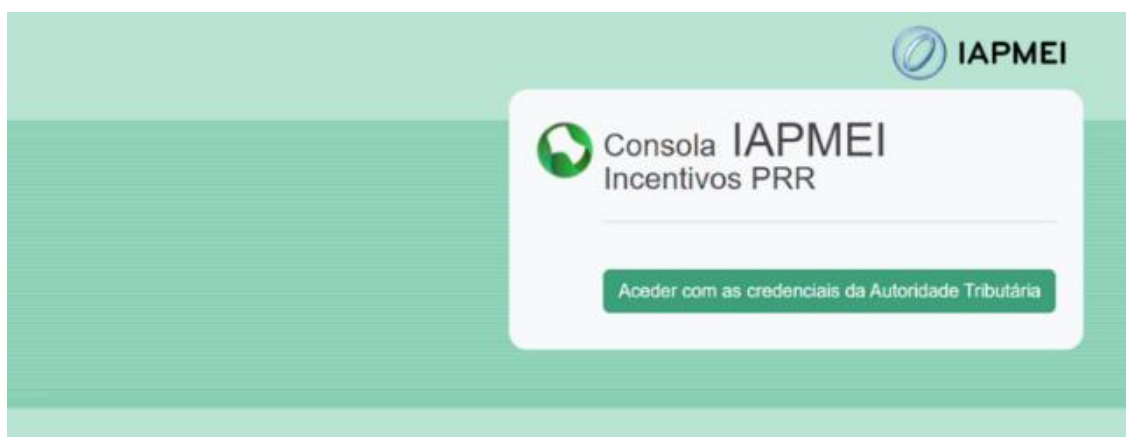 IAPMEI
Consola IAPMEI
Incentivos PRR
Aceder com as credenciais da Autoridade Tributária